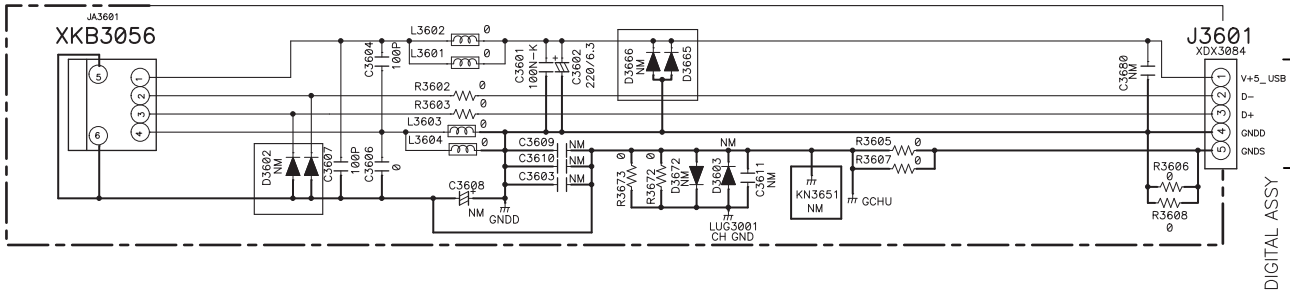 JA3601
XKB3056
5
6
1
2
3
4
D3602
NM
C3604
100P
C3607
100P
C3606
0
L3602
0
L3601
0
R3602
0
R3603
0
L3603
0
L3604
0
C3608
+
NM
GNDD
C3601
100N-K
C3602
220/6.3
+
C3609
NM
C3610
NM
C3603
NM
D3666
NM
D3665
R3673
0
R3672
0
D3672
NM
D3603
C3611
NM
LUG3001
CH GND
KN3651
NM
GCHU
R3605
0
R3607
0
C3680
NM
R3606
0
R3608
0
J3601
XDX3084
1
V+5_USB
2
D-
3
D+
4
GNDD
5
GNDS
DIGITAL ASSY